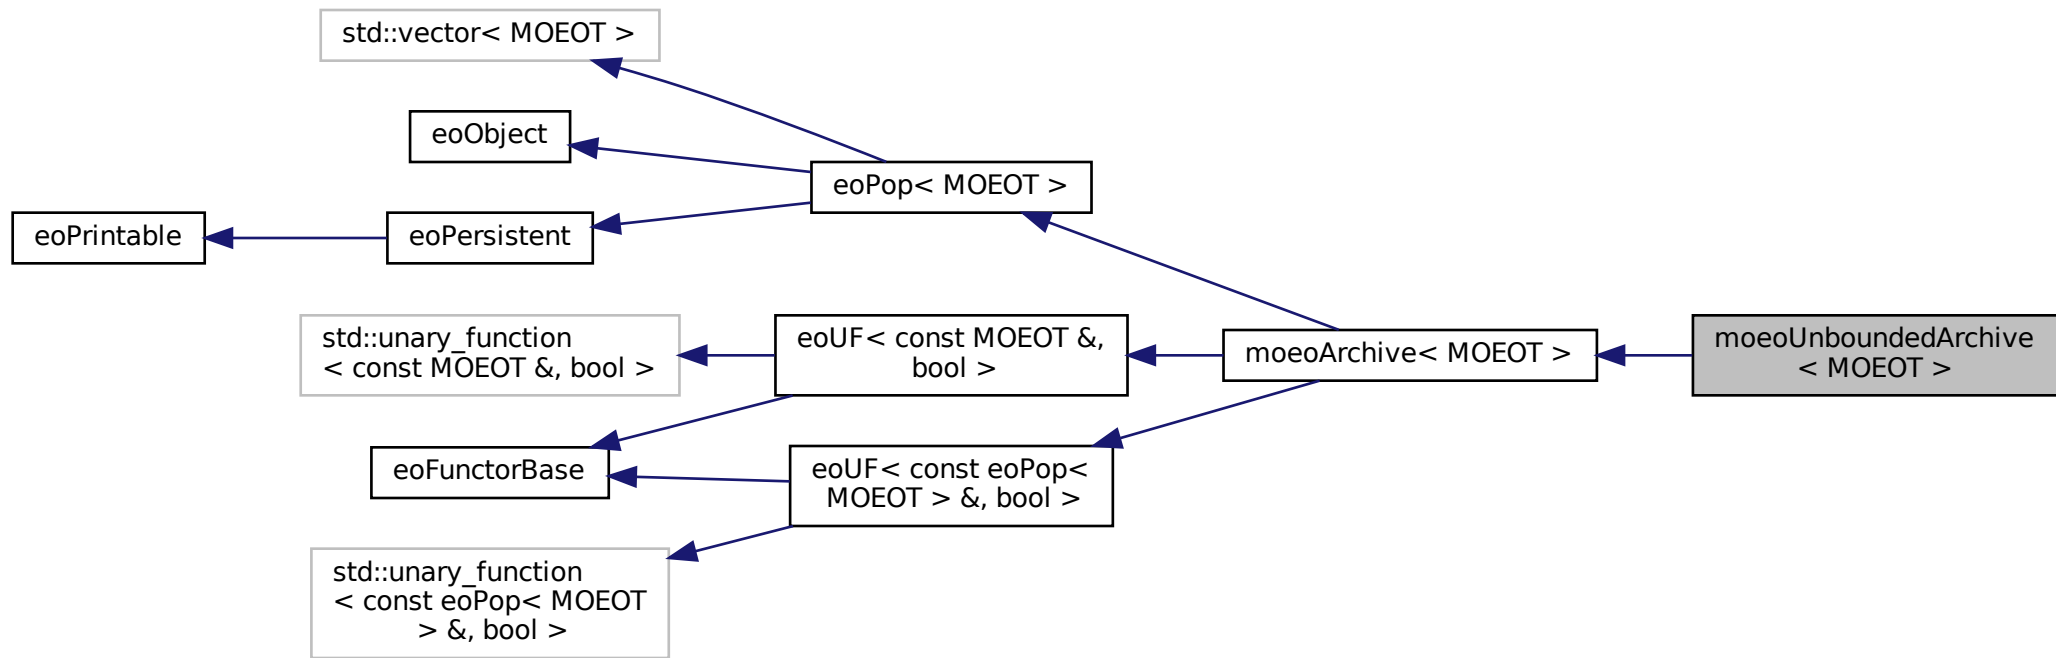 std::vector< MOEOT >
eoObject
eoPop< MOEOT >
eoPrintable
eoPersistent
std::unary_function
< const MOEOT &, bool >
eoUF< const MOEOT &,
bool >
moeoArchive< MOEOT >
moeoUnboundedArchive
< MOEOT >
eoFunctorBase
eoUF< const eoPop<
MOEOT > &, bool >
std::unary_function
< const eoPop< MOEOT
> &, bool >